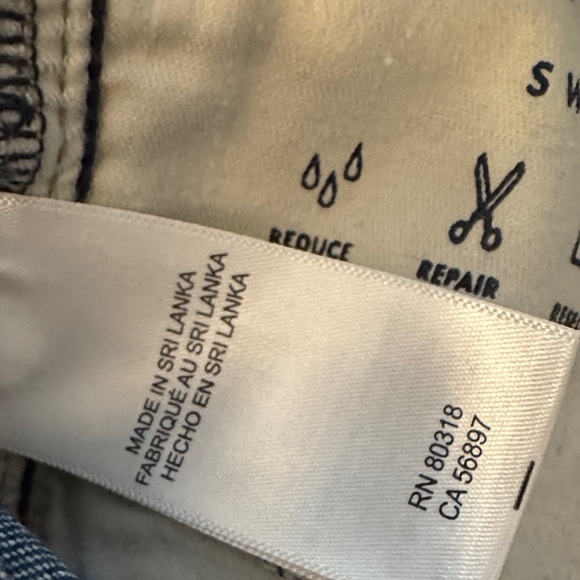 S
REDUCE
REPAIR
MADE IN SRI LANKA
FABRIQUÉ AU SRI LANKA
HECHO EN SRI LANKA
RN 80318
CA 56897